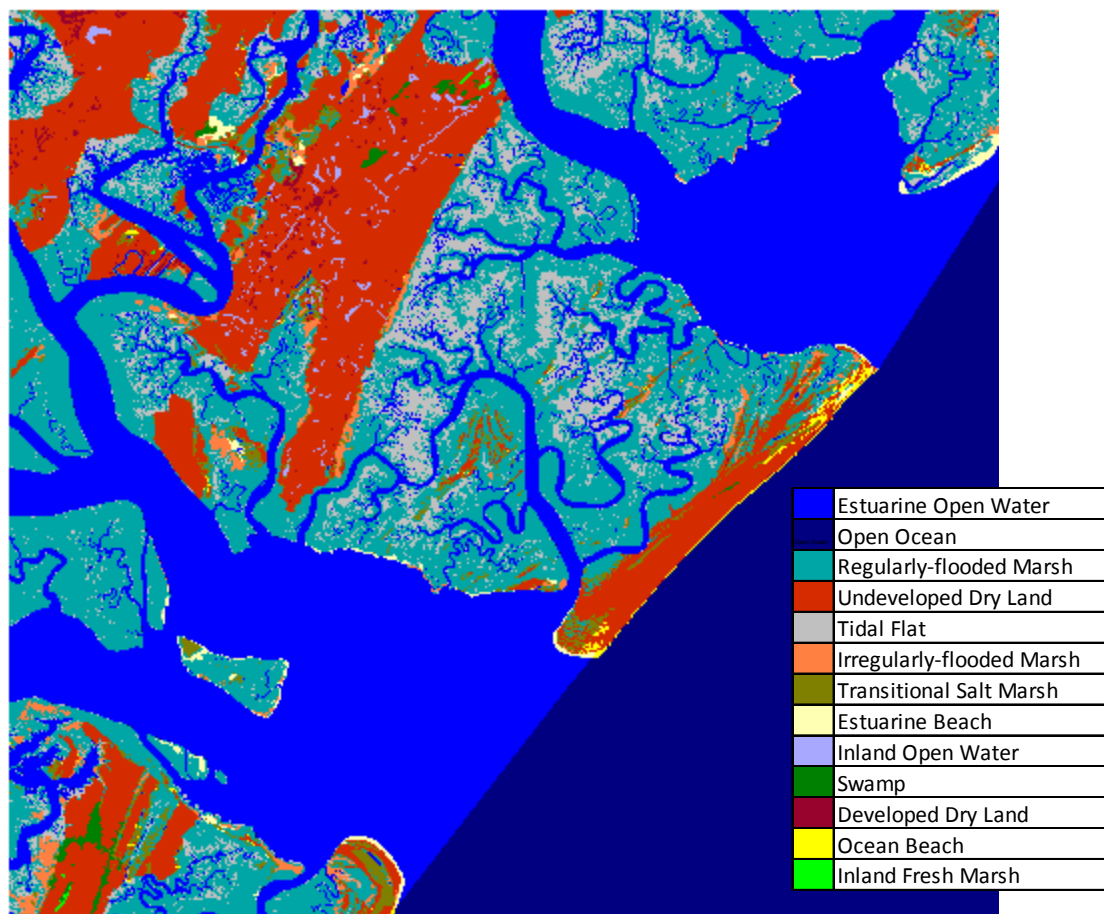 Estuarine Open Water
Open Ocean
Regularly-flooded Marsh
Undeveloped Dry Land
Tidal Flat
Irregularly-flooded Marsh
Transitional Salt Marsh
Estuarine Beach
Inland Open Water
Swamp
Developed Dry Land
Ocean Beach
Inland Fresh Marsh